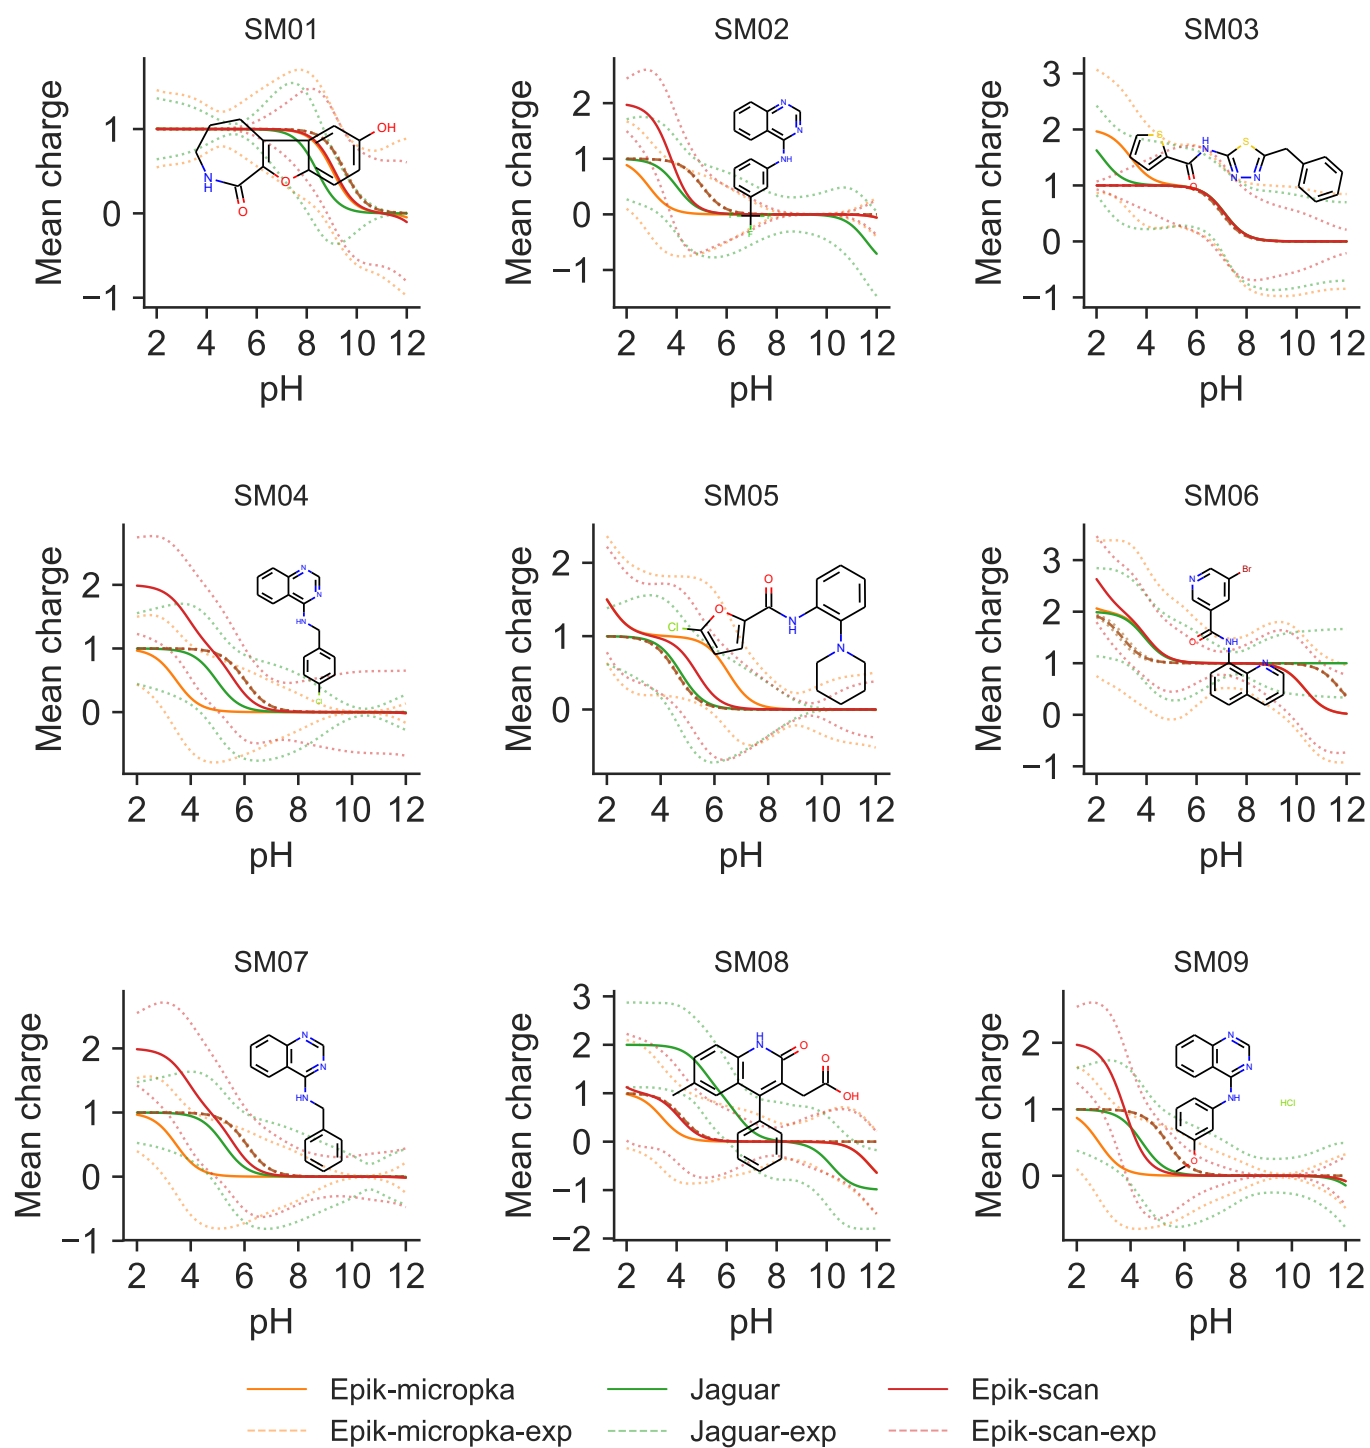 SM01 SM02 SM03
Mean charge
1
0
−1
2 4 6 8 10 12
pH
OH
NH
O
O
Mean charge
2
1
0
−1
2 4 6 8 10 12
pH
N
N
NH
F
Mean charge
3
2
1
0
−1
2 4 6 8 10 12
pH
S
H
N
S
N
N
O
SM04 SM05 SM06
Mean charge
2
1
0
2 4 6 8 10 12
pH
N
N
HN
Cl
Mean charge
2
1
0
2 4 6 8 10 12
pH
Cl
O
O
NH
N
Mean charge
3
2
1
0
−1
2 4 6 8 10 12
pH
N
Br
O
NH
N
SM07 SM08 SM09
Mean charge
2
1
0
−1
2 4 6 8 10 12
pH
N
N
HN
Mean charge
3
2
1
0
−1
−2
2 4 6 8 10 12
pH
H
N
O
O
OH
Mean charge
2
1
0
2 4 6 8 10 12
pH
N
N
NH
O
HCl
Epik-micropka Jaguar Epik-scan
Epik-micropka-exp Jaguar-exp Epik-scan-exp